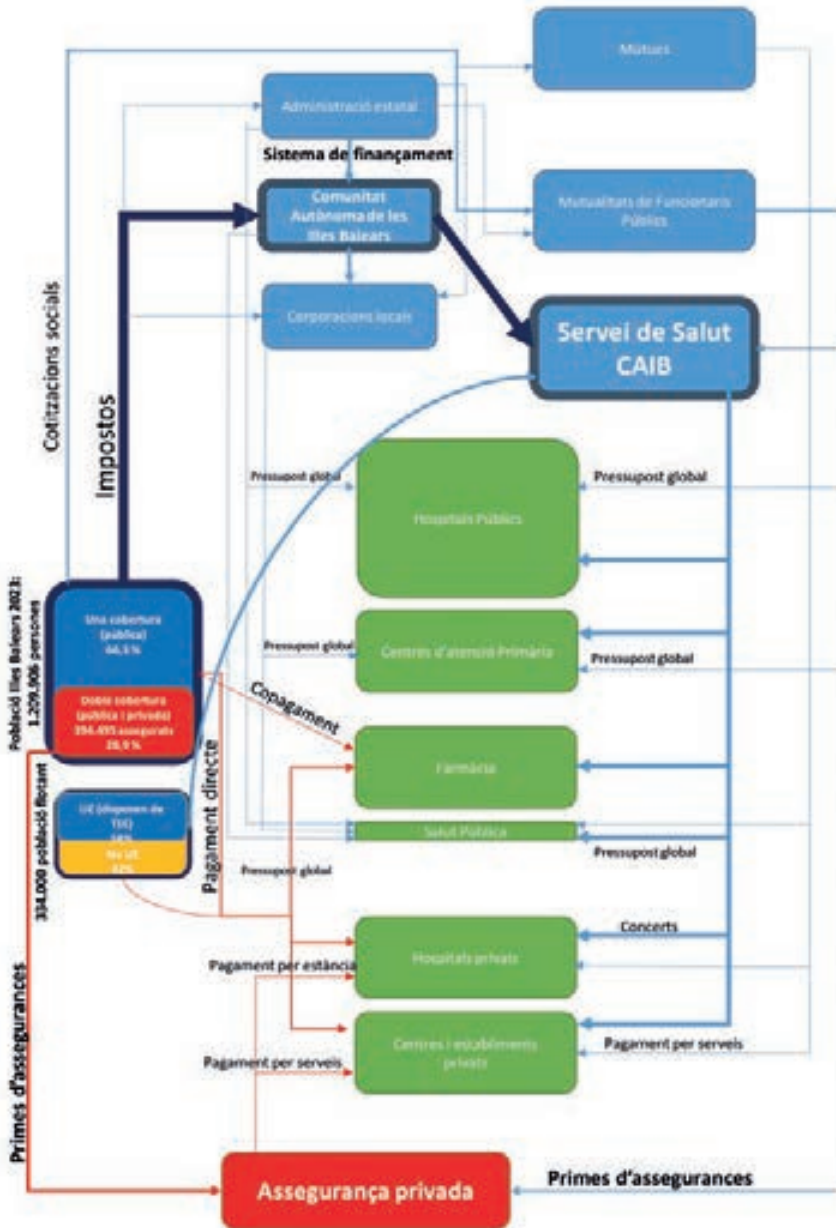 Mútues
Administració estatal
Sistema de finançament
Comunitat
Autònoma de les
Illes Balears
Mutualitats de Funcionaris
Públics
Corporacions locals
Servei de Salut
CAIB
Cotitzacions socials
Impostos
Pressupost global
Pressupost global
Hospitals Públics
Població Illes Balears 2023:
1.209.906 persones
Una cobertura
(pública)
Doble cobertura
(pública i privada)
394.495 assegurats
Pressupost global
Centres d'atenció Primària
Pressupost global
Copagament
Pagament directe
Farmàcia
334.000 població flotant
UE (disposen de
TSE)
No UE
Salut Pública
Pressupost global
Pressupost global
Concerts
Hospitals privats
Pagament per estància
Primes d'assegurances
Centres i establiments
privats
Pagament per serveis
Pagament per serveis
Assegurança privada
Primes d'assegurances